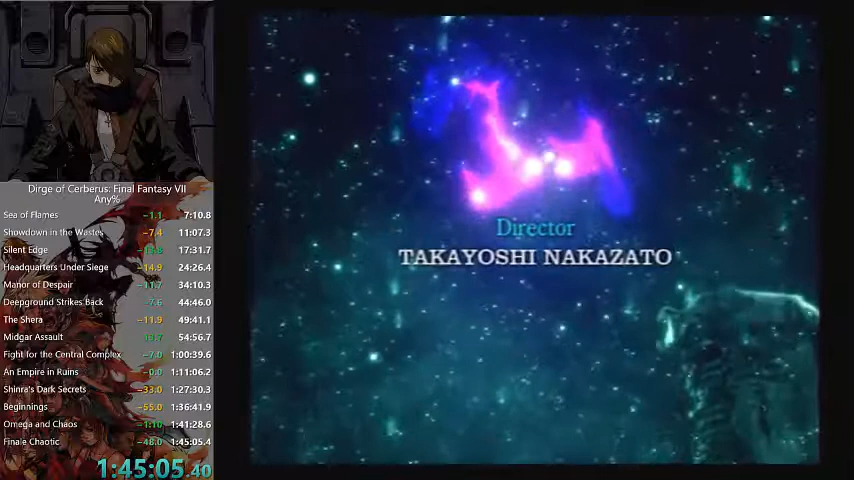 Dirge of Cerberus: Final Fantasy VII
Any%
Sea of Flames -1.1 7:10.8
Showdown in the Wastes -7.4 11:07.3
Silent Edge 17:31.7
Headquarters Under Siege -14.9 24:26.4
Manor of Despair -11.7 34:10.3
Deepground Strikes Back -7.6 44:46.0
The Shera -11.9 49:41.1
Midgar Assault 54:56.7
Fight for the Central Complex -7.0 1:00:39.6
An Empire in Ruins -0.0 1:11:06.2
Shinra's Dark Secrets -33.0 1:27:30.3
Beginnings -55.0 1:36:41.9
Omega and Chaos -1:10 1:41:28.6
Finale Chaotic -48.0 1:45:05.4
1:45:05.40
Director
TAKAYOSHI NAKAZATO